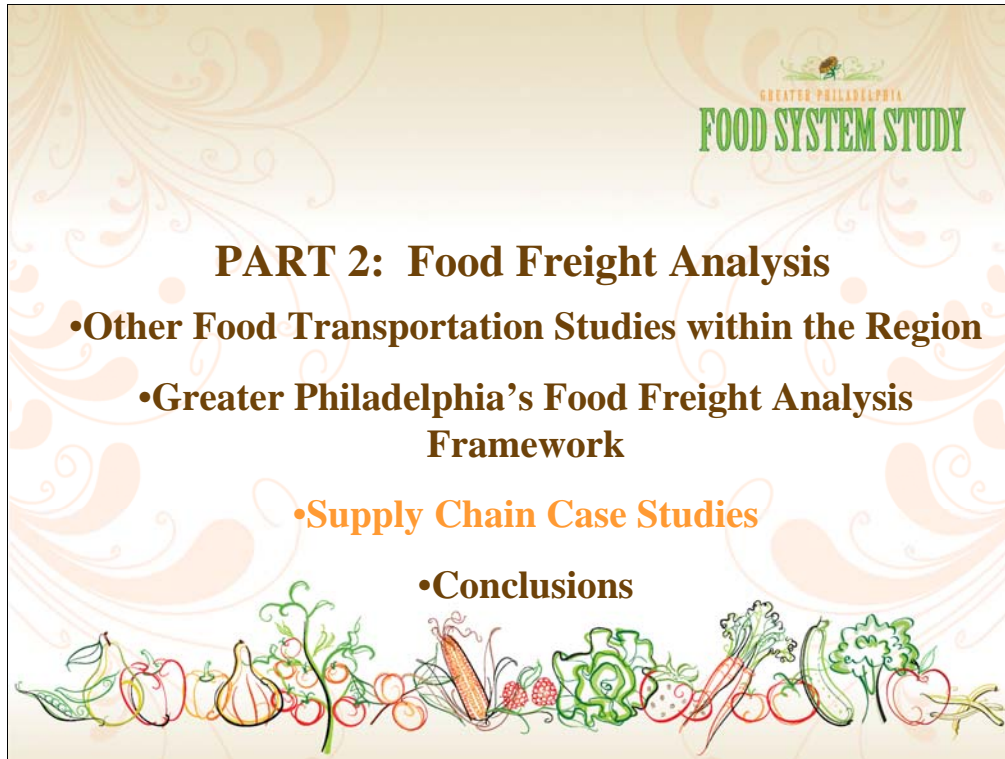 GREATER PHILADELPHIA
FOOD SYSTEM STUDY
PART 2: Food Freight Analysis
•Other Food Transportation Studies within the Region
•Greater Philadelphia’s Food Freight Analysis
Framework
•Supply Chain Case Studies
•Conclusions